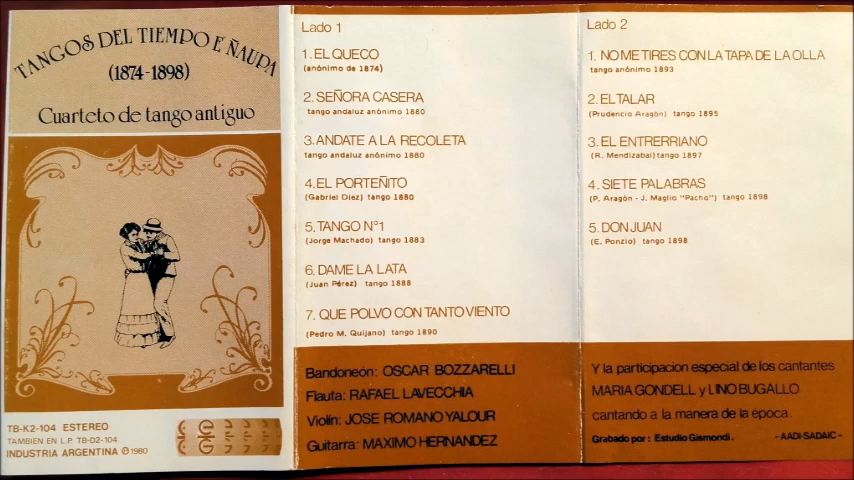 TANGOS DEL TIEMPO E ÑAUPA
(1874-1898)
Cuarteto de tango antiguo
TB-K2-104 ESTEREO
TAMBIEN EN L.P. TB-D2-104
INDUSTRIA ARGENTINA ℗ 1980
Lado 1
1. EL QUECO
(anónimo de 1874)
2. SEÑORA CASERA
tango andaluz anónimo 1880
3. ANDATE A LA RECOLETA
tango andaluz anónimo 1880
4. EL PORTEÑITO
(Gabriel Diez) tango 1880
5. TANGO N°1
(Jorge Machado) tango 1883
6. DAME LA LATA
(Juan Pérez) tango 1888
7. QUE POLVO CON TANTO VIENTO
(Pedro M. Quijano) tango 1890
Bandoneón: OSCAR BOZZARELLI
Flauta: RAFAEL LAVECCHIA
Violín: JOSE ROMANO YALOUR
Guitarra: MAXIMO HERNANDEZ
Lado 2
1. NO ME TIRES CON LA TAPA DE LA OLLA
tango anónimo 1893
2. EL TALAR
(Prudencio Aragón) tango 1895
3. EL ENTRERRIANO
(R. Mendizabal) tango 1897
4. SIETE PALABRAS
(P. Aragón - J. Maglio "Pacho") tango 1898
5. DON JUAN
(E. Ponzio) tango 1898
Y la participacion especial de los cantantes
MARIA GONDELL y LINO BUGALLO
cantando a la manera de la época.
Grabado por: Estudio Gismondi. - AADI-SADAIC -